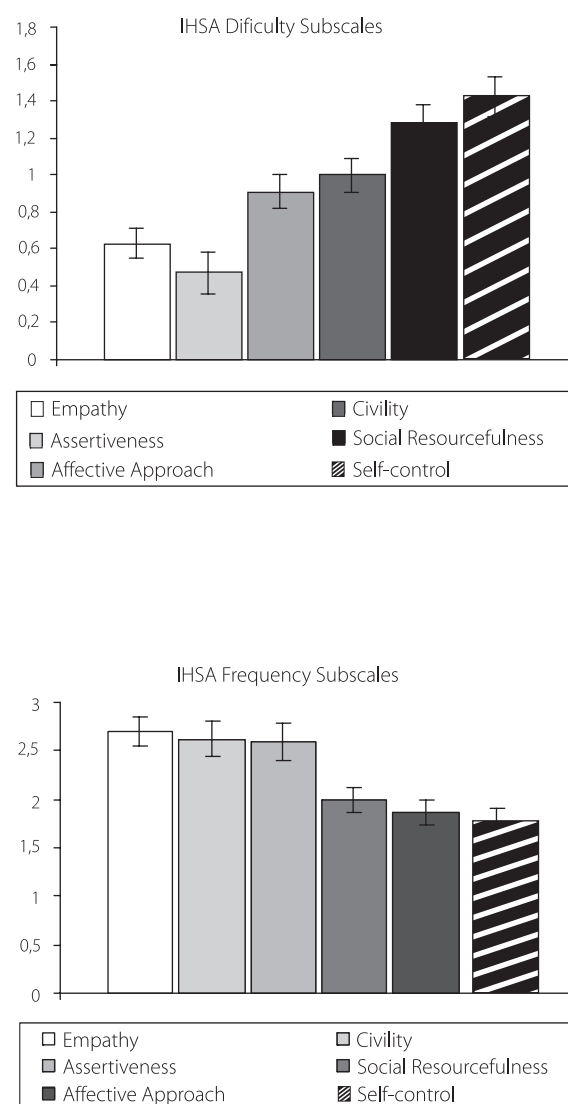 IHSA Dificulty Subscales
1,8
1,6
1,4
1,2
1
0,8
0,6
0,4
0,2
0
Empathy Civility
Assertiveness Social Resourcefulness
Affective Approach Self-control
IHSA Frequency Subscales
3
2,5
2
1,5
1
0,5
0
Empathy Civility
Assertiveness Social Resourcefulness
Affective Approach Self-control